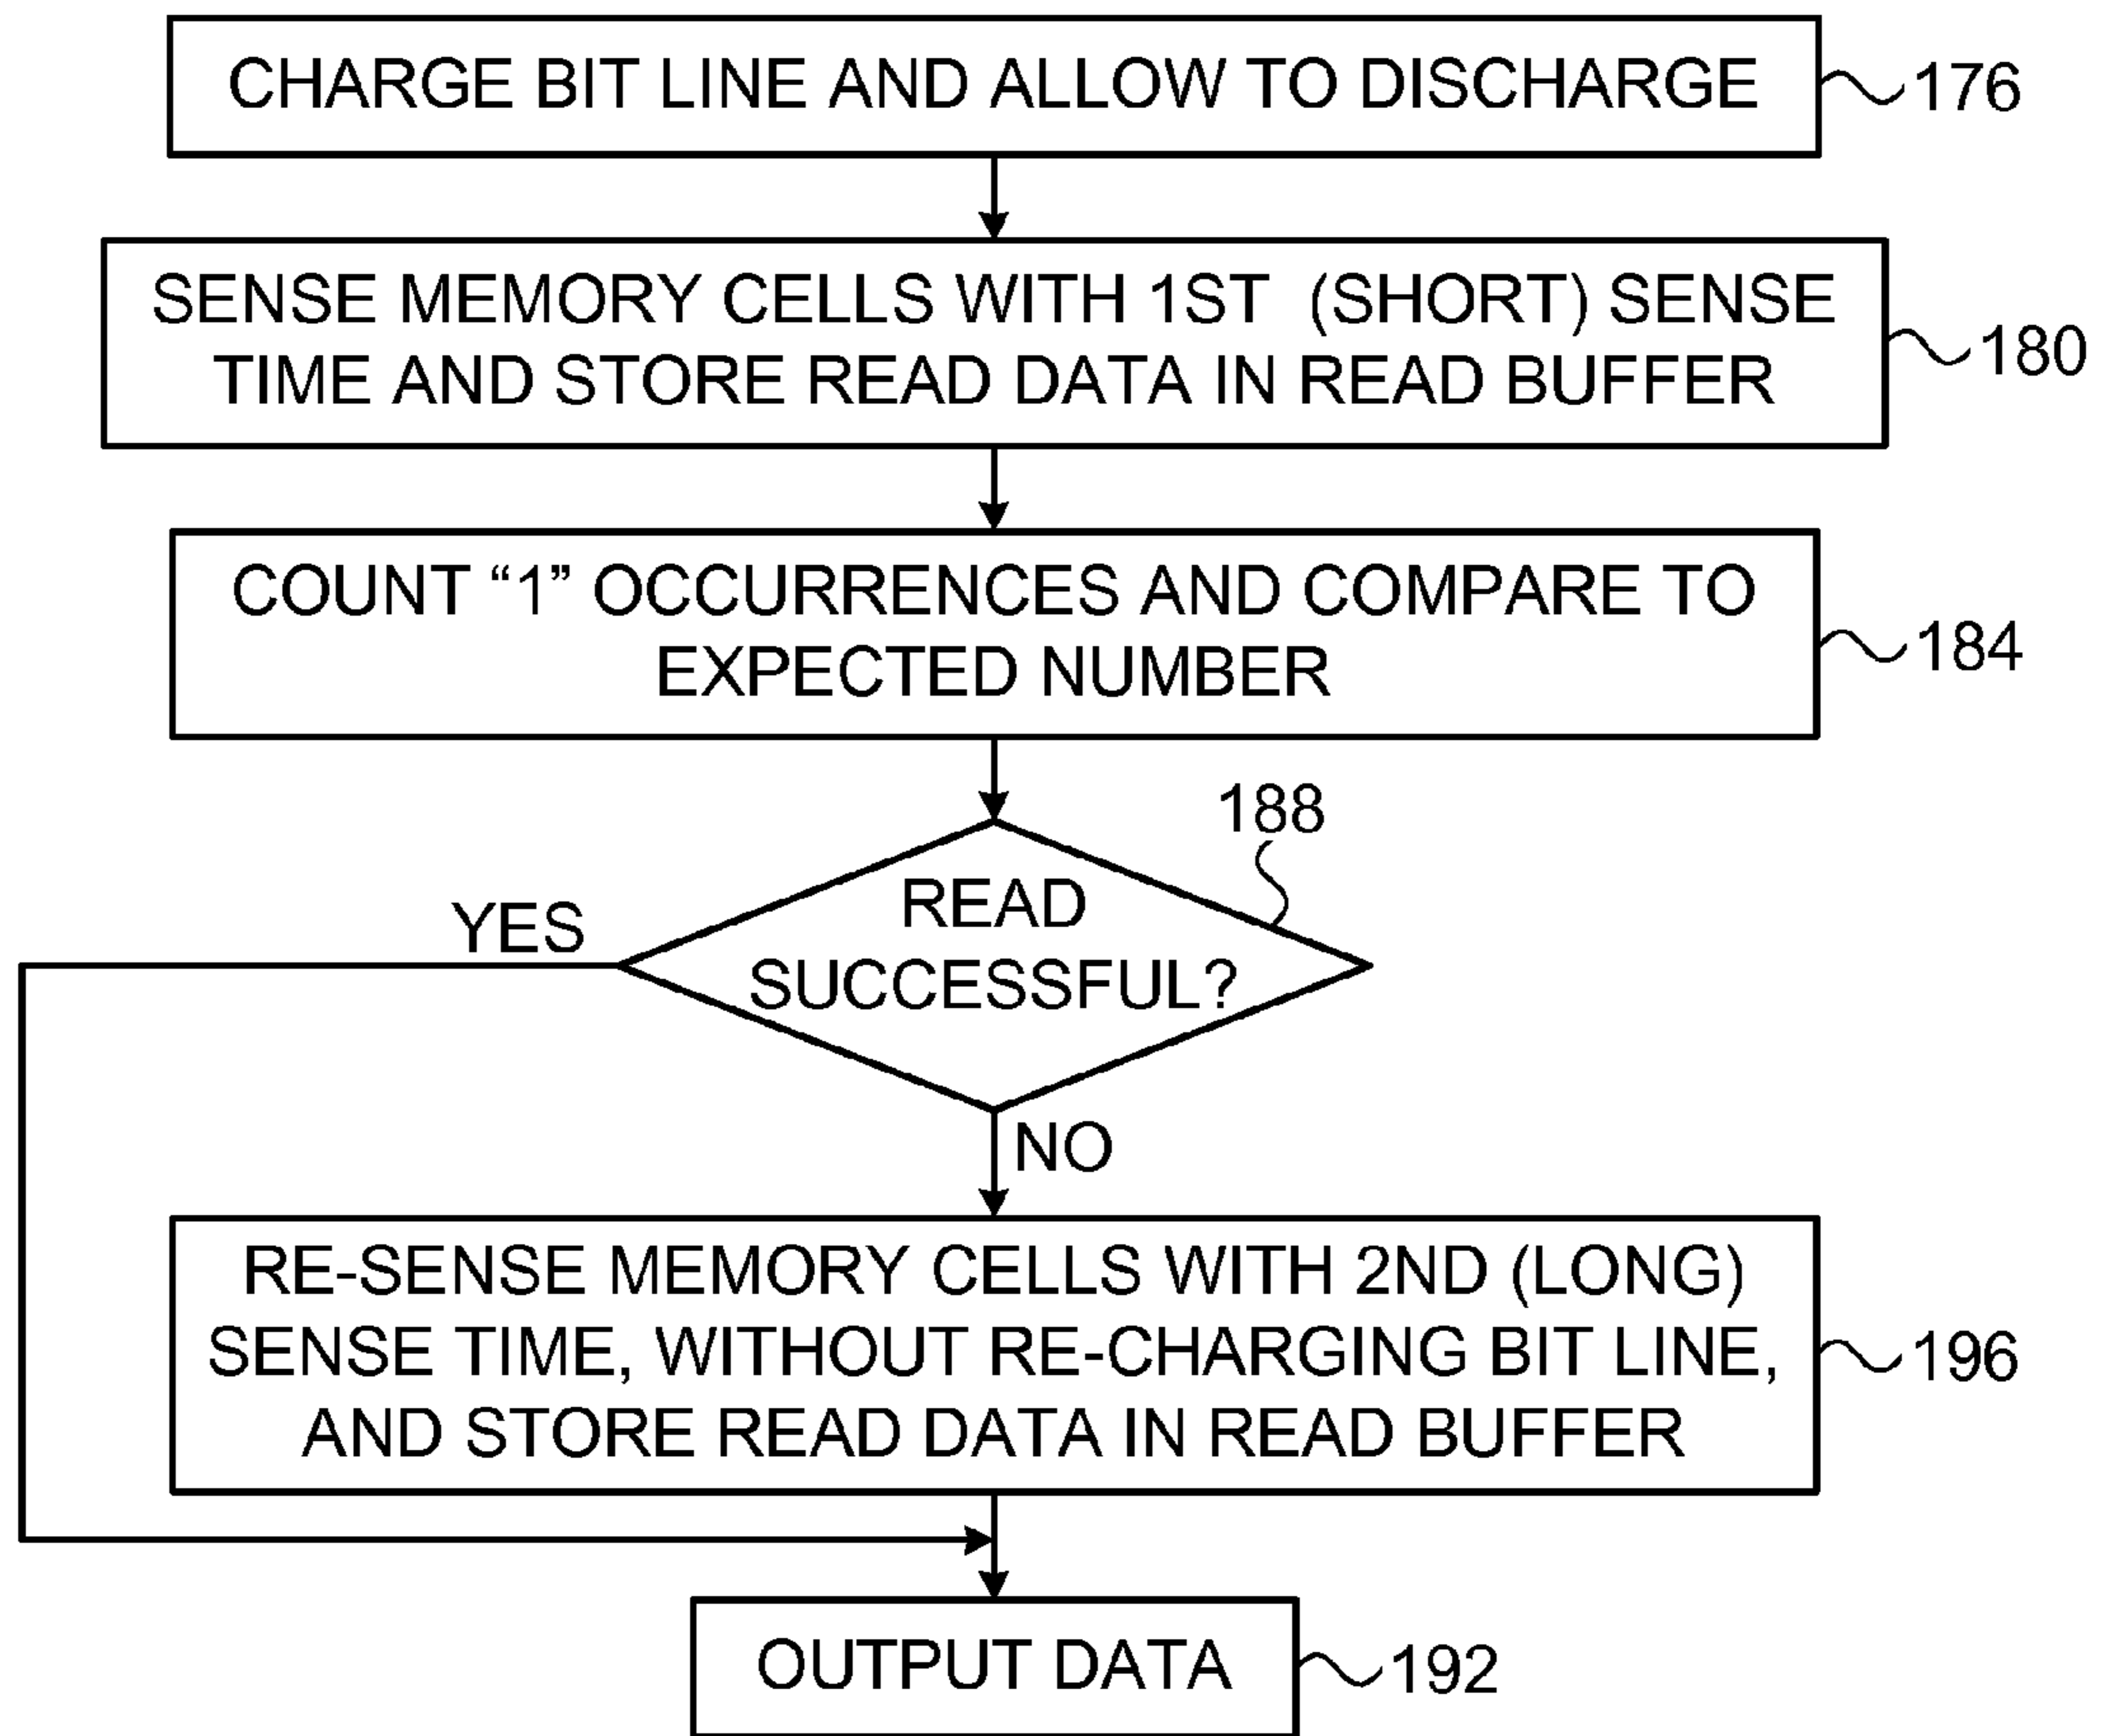 CHARGE BIT LINE AND ALLOW TO DISCHARGE
176
SENSE MEMORY CELLS WITH 1ST (SHORT) SENSE
TIME AND STORE READ DATA IN READ BUFFER
180
COUNT “1” OCCURRENCES AND COMPARE TO
EXPECTED NUMBER
184
188
READ
SUCCESSFUL?
YES
NO
RE-SENSE MEMORY CELLS WITH 2ND (LONG)
SENSE TIME, WITHOUT RE-CHARGING BIT LINE,
AND STORE READ DATA IN READ BUFFER
196
OUTPUT DATA
192